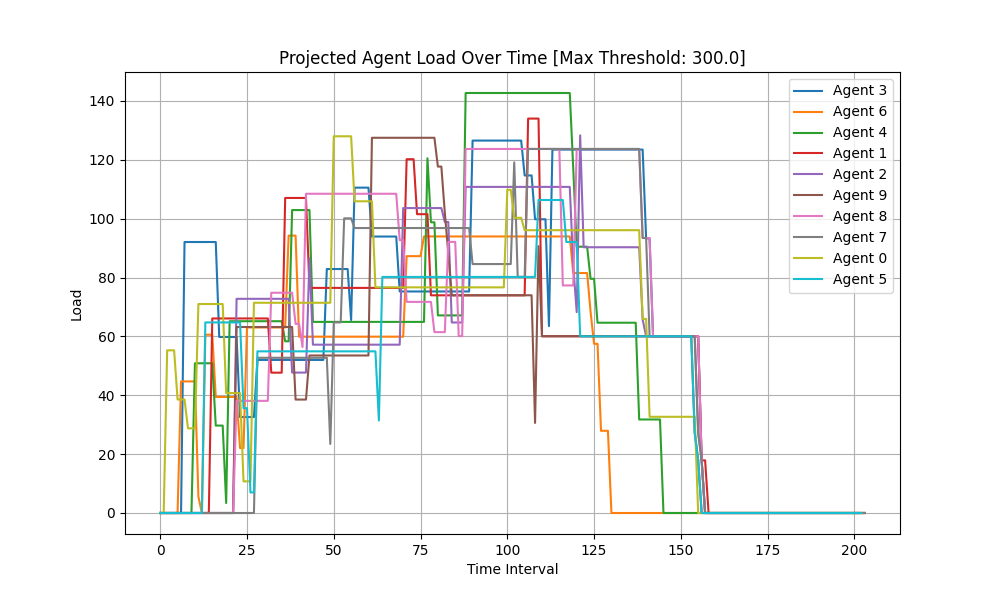 Projected Agent Load Over Time [Max Threshold: 300.0]
Load
140
120
100
80
60
40
20
0
0 25 50 75 100 125 150 175 200
Time Interval
Agent 3
Agent 6
Agent 4
Agent 1
Agent 2
Agent 9
Agent 8
Agent 7
Agent 0
Agent 5